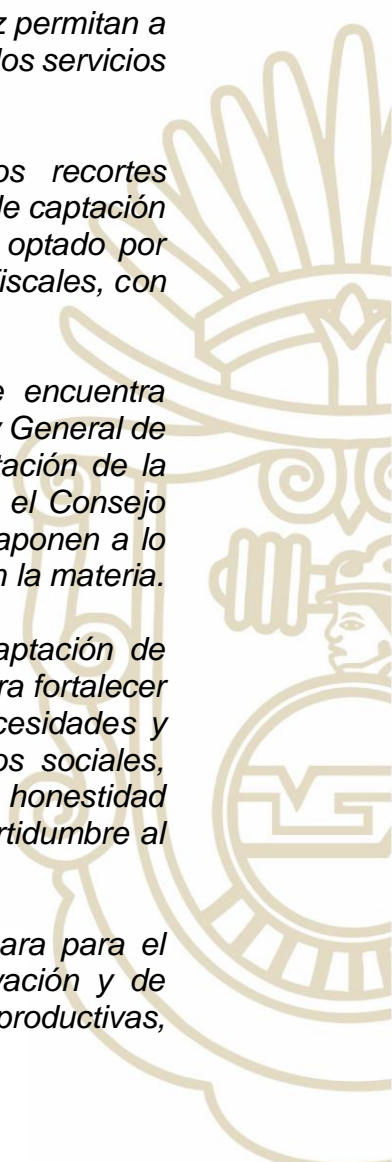 z permitan a
los servicios
os recortes
de captación
optado por
fiscales, con
e encuentra
y General de
tación de la
el Consejo
aponen a lo
n la materia.
aptación de
ra fortalecer
cesidades y
os sociales,
honestidad
rtidumbre al
ara para el
vación y de
productivas,